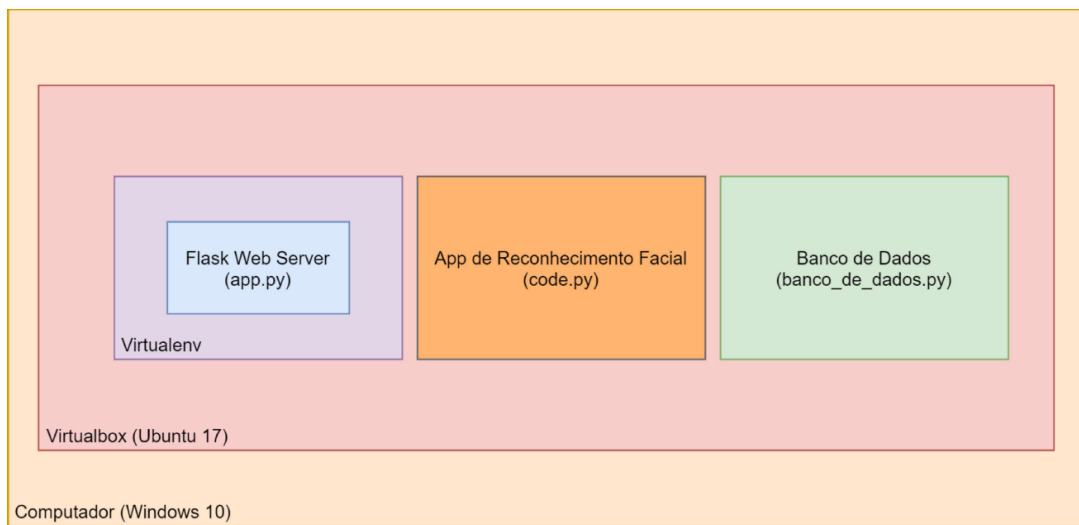 Flask Web Server
(app.py)
Virtualenv
App de Reconhecimento Facial
(code.py)
Banco de Dados
(banco_de_dados.py)
Virtualbox (Ubuntu 17)
Computador (Windows 10)